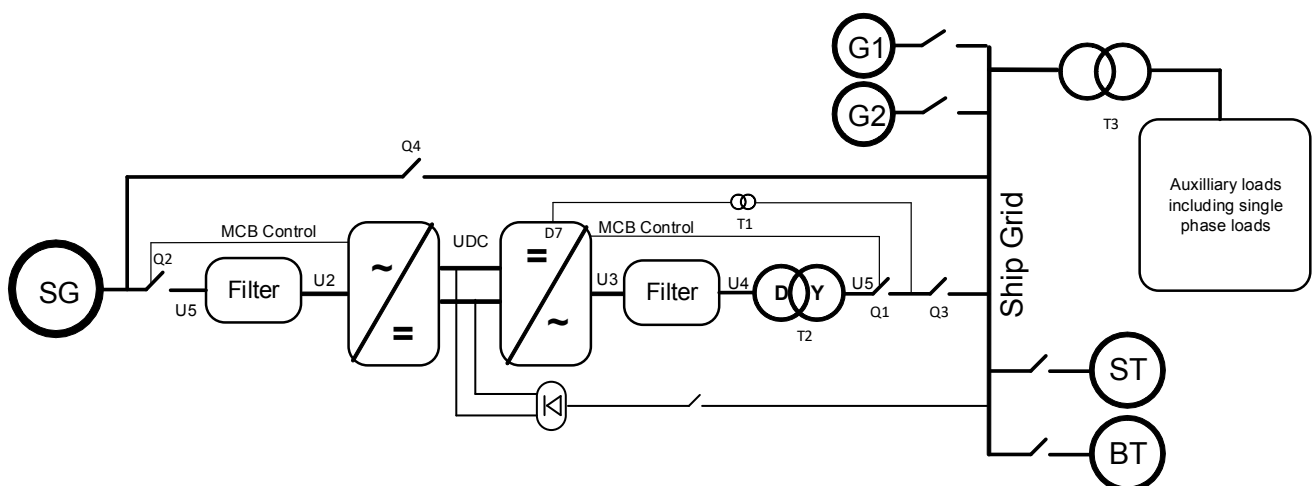 G1
G2
T3
Q4
Auxilliary loads
including single
phase loads
T1
D7
MCB Control
MCB Control
UDC
~
=
=
~
Q2
SG
U5
Filter
U2
U3
Filter
U4
D Y
T2
U5
Q1
Q3
Ship Grid
ST
BT